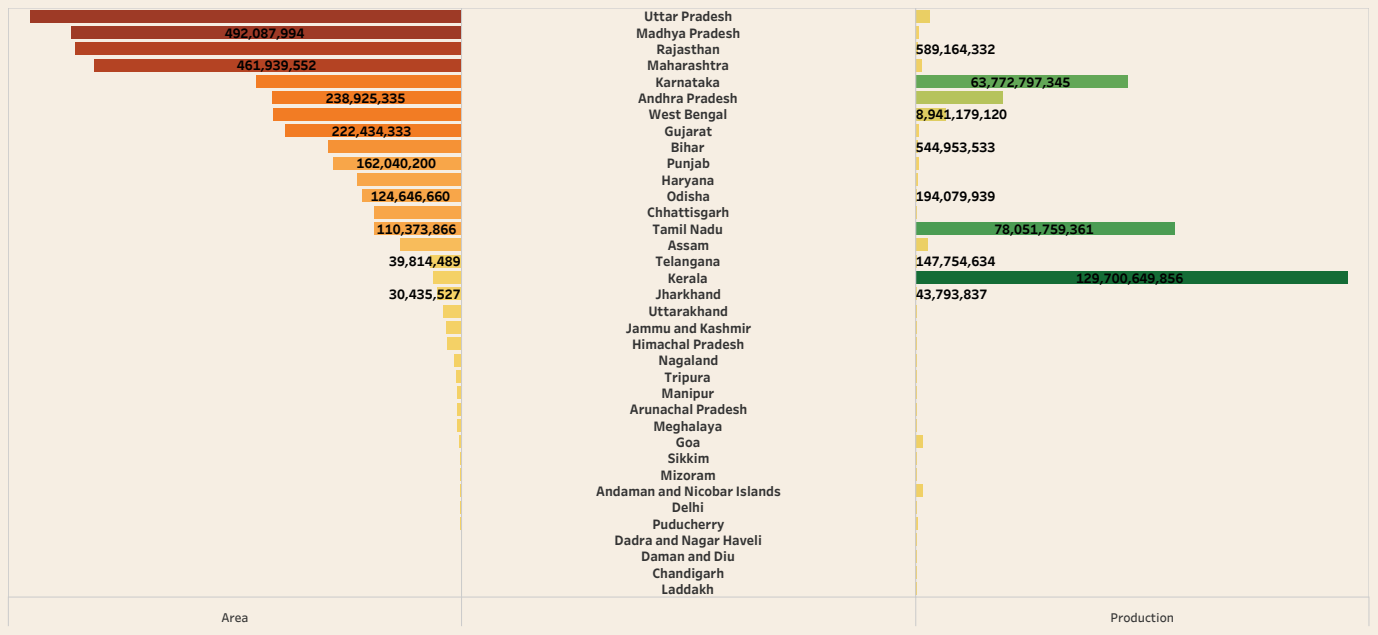 Uttar Pradesh
492,087,994 Madhya Pradesh
Rajasthan 589,164,332
461,939,552 Maharashtra
Karnataka 63,772,797,345
238,925,335 Andhra Pradesh
West Bengal 8,941,179,120
222,434,333 Gujarat
Bihar 544,953,533
162,040,200 Punjab
Haryana
124,646,660 Odisha 194,079,939
Chhattisgarh
110,373,866 Tamil Nadu 78,051,759,361
Assam
39,814,489 Telangana 147,754,634
Kerala 129,700,649,856
30,435,527 Jharkhand 43,793,837
Uttarakhand
Jammu and Kashmir
Himachal Pradesh
Nagaland
Tripura
Manipur
Arunachal Pradesh
Meghalaya
Goa
Sikkim
Mizoram
Andaman and Nicobar Islands
Delhi
Puducherry
Dadra and Nagar Haveli
Daman and Diu
Chandigarh
Laddakh
Area Production